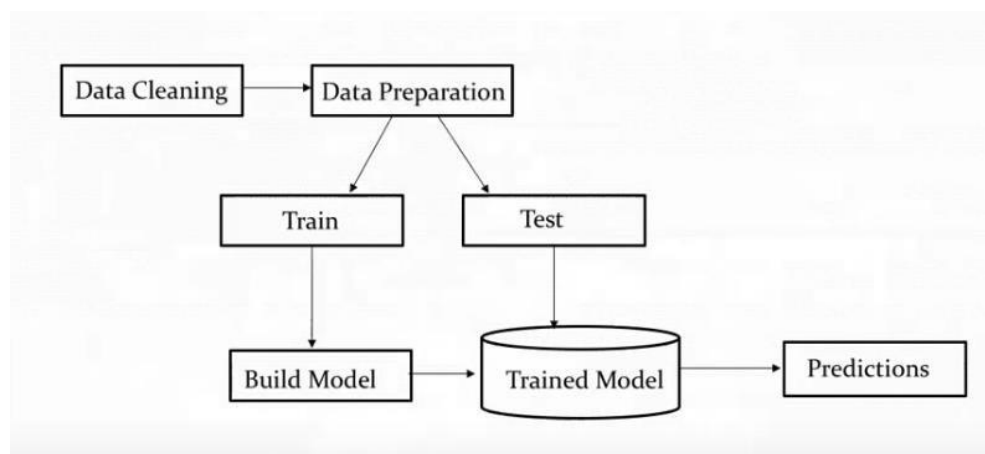 Data Cleaning
Data Preparation
Train
Test
Build Model
Trained Model
Predictions